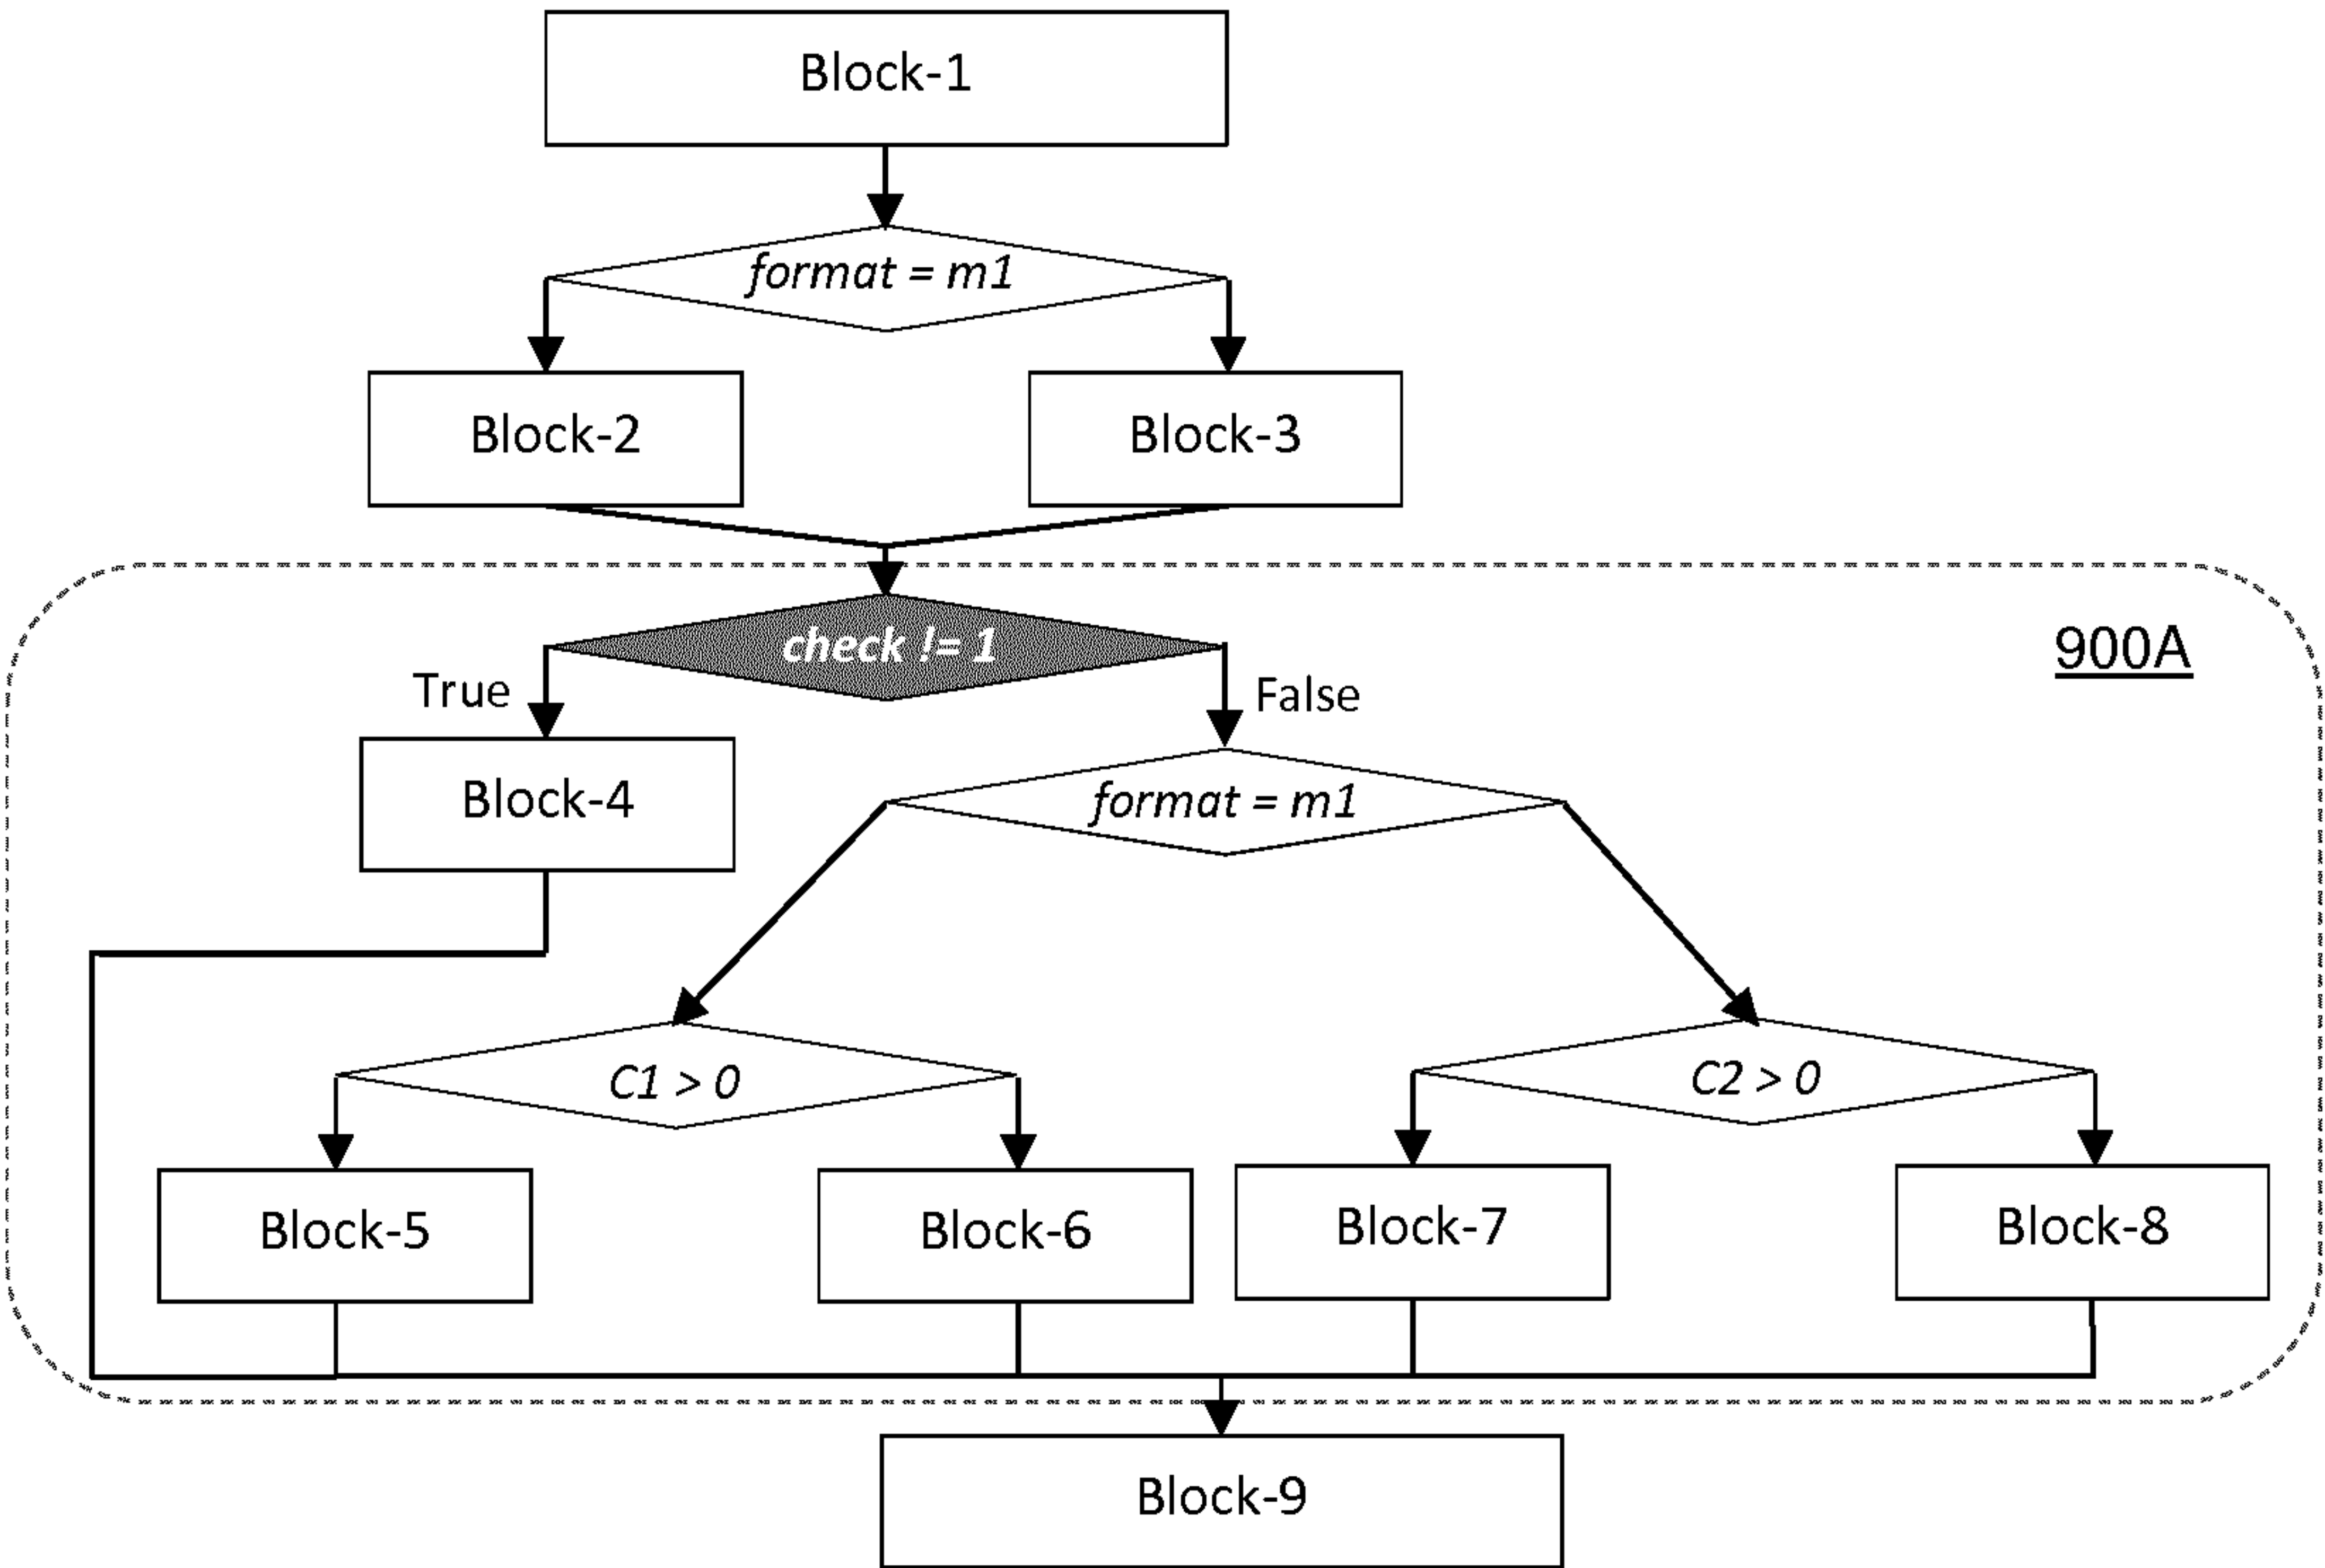 Block-1
format = m1
Block-2
Block-3
check != 1
900A
True
False
Block-4
format = m1
C1 > 0
C2 > 0
Block-5
Block-6
Block-7
Block-8
Block-9